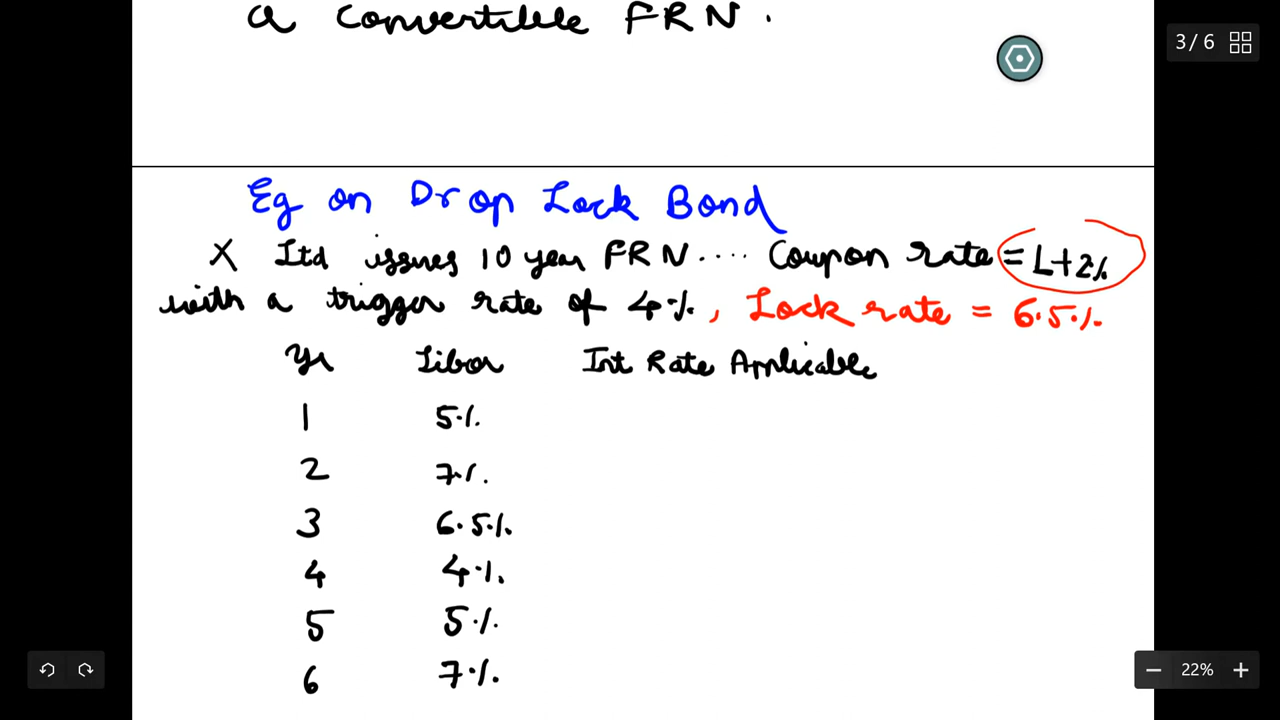 a Convertible FRN.
3/6
Eg on Drop Lock Bond
X Ltd issues 10 year FRN .... Coupon rate = L+2%
with a trigger rate of 4%, Lock rate = 6.5%
Yr Libor Int Rate Applicable
1 5%
2 7%.
3 6.5%
4 4%
5 5%
6 7%
22%